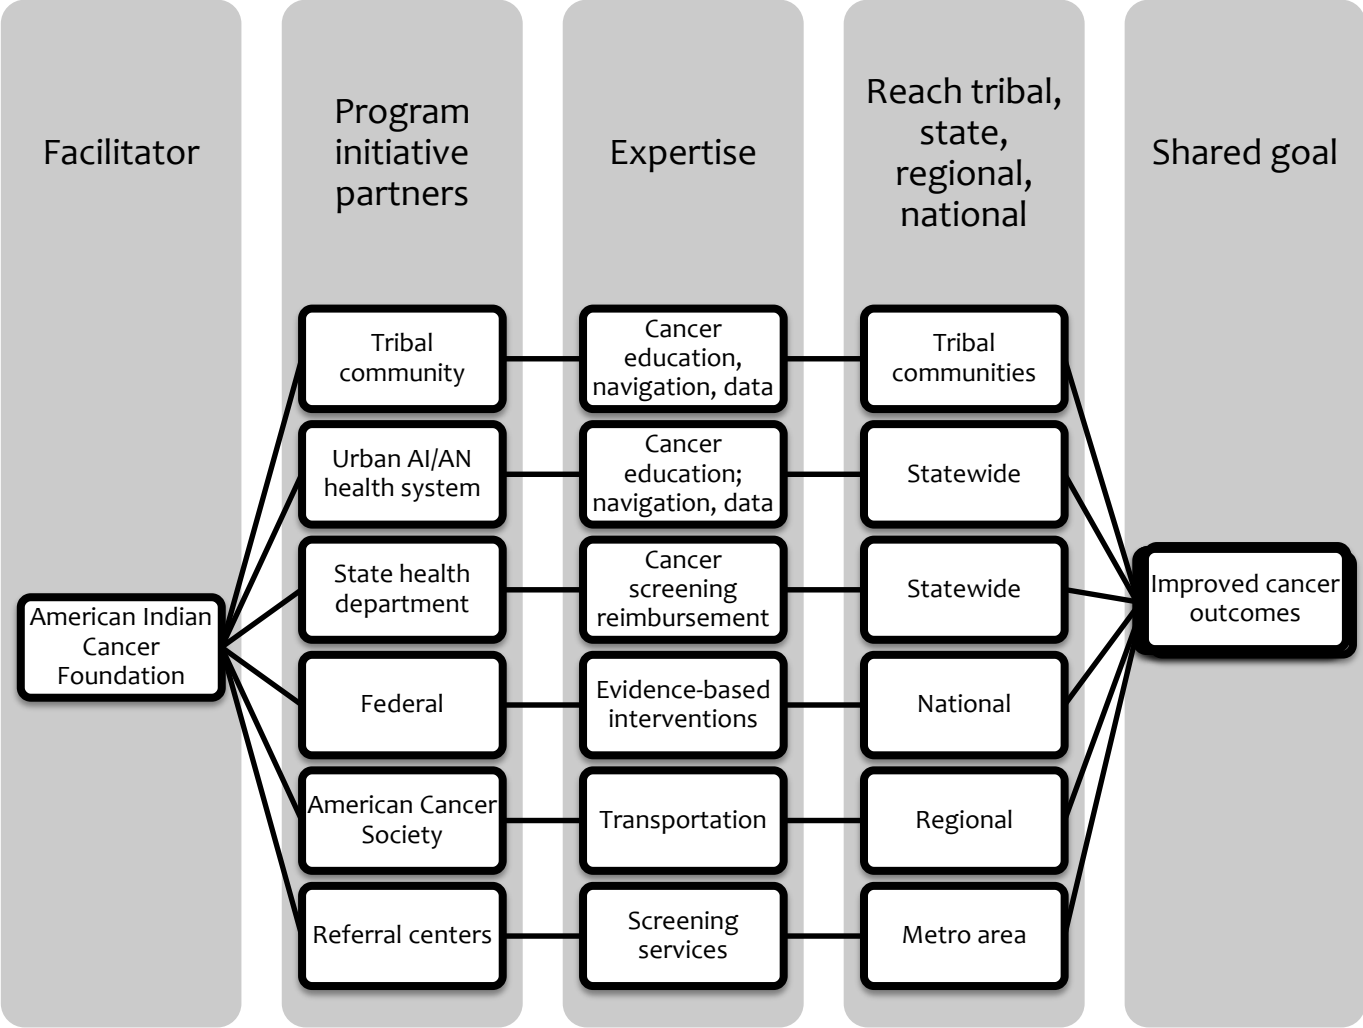 Facilitator
Program
initiative
partners
Expertise
Reach tribal,
state,
regional,
national
Shared goal
American Indian
Cancer
Foundation
Tribal
community
Cancer
education,
navigation, data
Tribal
communities
Urban AI/AN
health system
Cancer
education;
navigation, data
Statewide
State health
department
Cancer
screening
reimbursement
Statewide
Federal
Evidence-based
interventions
National
American Cancer
Society
Transportation
Regional
Referral centers
Screening
services
Metro area
Improved cancer
outcomes